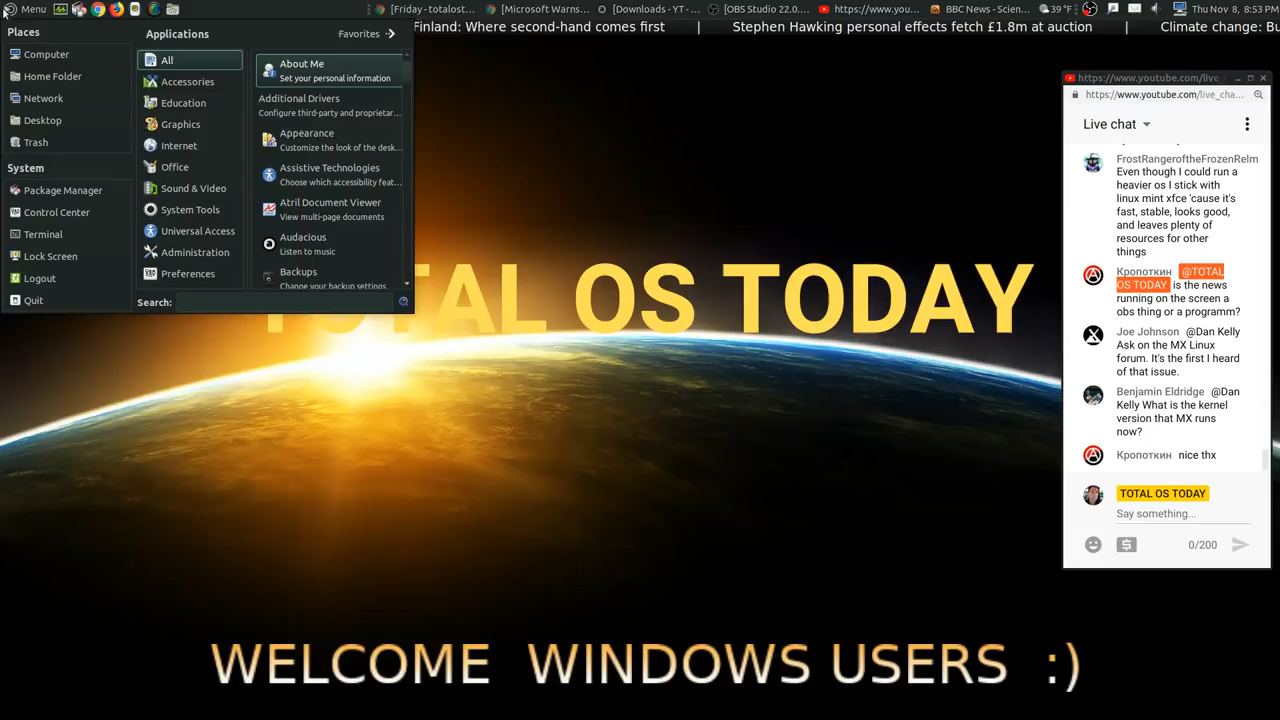 Menu
[Friday - totalost...
[Microsoft Warns...
[Downloads - YT - ...
[OBS Studio 22.0....
https://www.you...
BBC News - Scien...
39 °F
Thu Nov 8, 8:53 PM
Finland: Where second-hand comes first | Stephen Hawking personal effects fetch £1.8m at auction | Climate change: Bu
Places
Computer
Home Folder
Network
Desktop
Trash
System
Package Manager
Control Center
Terminal
Lock Screen
Logout
Quit
Applications
Favorites
All
Accessories
Education
Graphics
Internet
Office
Sound & Video
System Tools
Universal Access
Administration
Preferences
About Me
Set your personal information
Additional Drivers
Configure third-party and proprietar...
Appearance
Customize the look of the desk...
Assistive Technologies
Choose which accessibility feat...
Atril Document Viewer
View multi-page documents
Audacious
Listen to music
Backups
Change your backup settings
Search:
TOTAL OS TODAY
https://www.youtube.com/live
https://www.youtube.com/live_cha...
Live chat
FrostRangeroftheFrozenRelm
Even though I could run a
heavier os I stick with
linux mint xfce 'cause it's
fast, stable, looks good,
and leaves plenty of
resources for other
things
Кропоткин @TOTAL
OS TODAY is the news
running on the screen a
obs thing or a programm?
Joe Johnson @Dan Kelly
Ask on the MX Linux
forum. It's the first I heard
of that issue.
Benjamin Eldridge @Dan
Kelly What is the kernel
version that MX runs
now?
Кропоткин nice thx
TOTAL OS TODAY
Say something...
0/200
WELCOME WINDOWS USERS :)